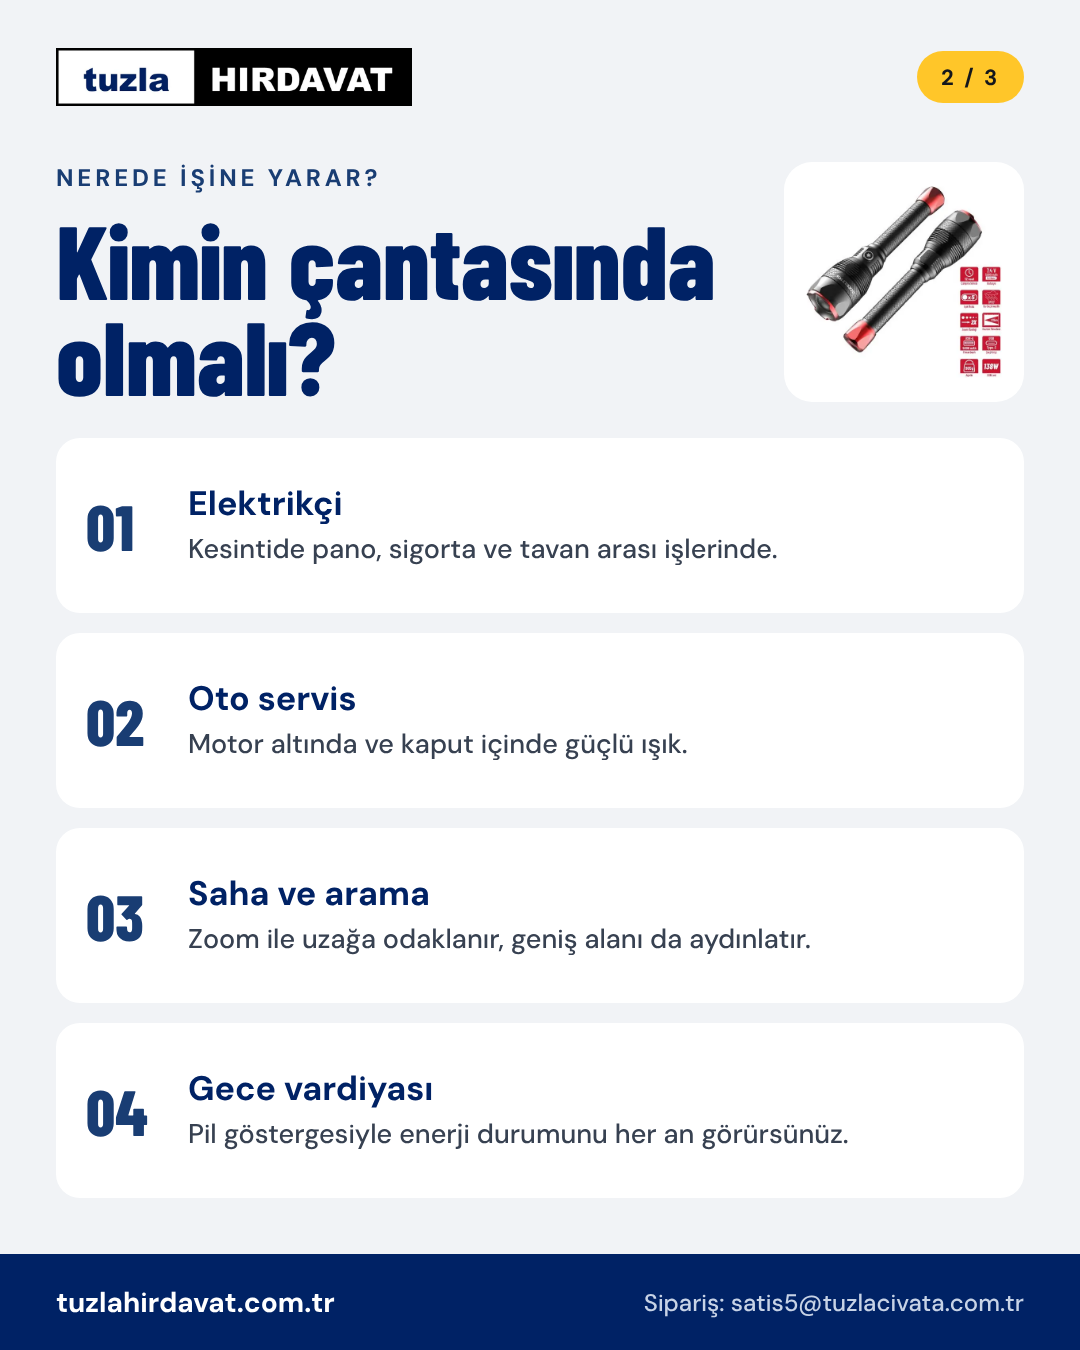 tuzla HIRDAVAT
2 / 3
NEREDE İŞİNE YARAR?
Kimin çantasında
olmalı?
138W
01
Elektrikçi
Kesintide pano, sigorta ve tavan arası işlerinde.
02
Oto servis
Motor altında ve kaput içinde güçlü ışık.
03
Saha ve arama
Zoom ile uzağa odaklanır, geniş alanı da aydınlatır.
04
Gece vardiyası
Pil göstergesiyle enerji durumunu her an görürsünüz.
tuzlahirdavat.com.tr
Sipariş: satis5@tuzlacivata.com.tr